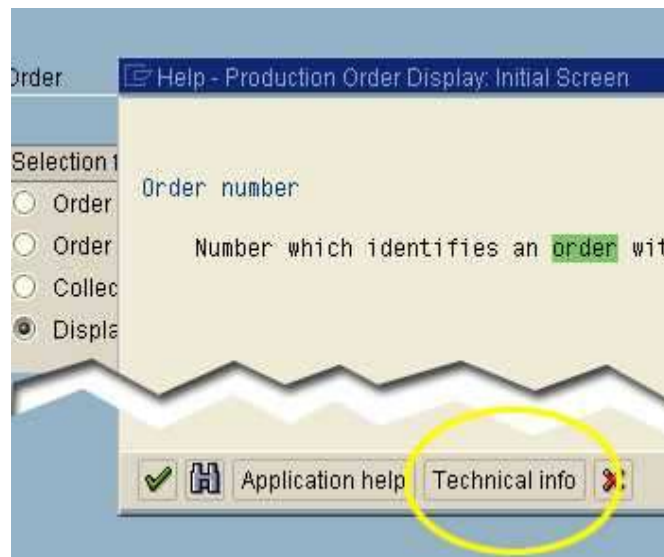 Order
Help - Production Order Display: Initial Screen
Selection
Order number
Order
Order
Number which identifies an order
Collec
Displa
Application help
Technical info